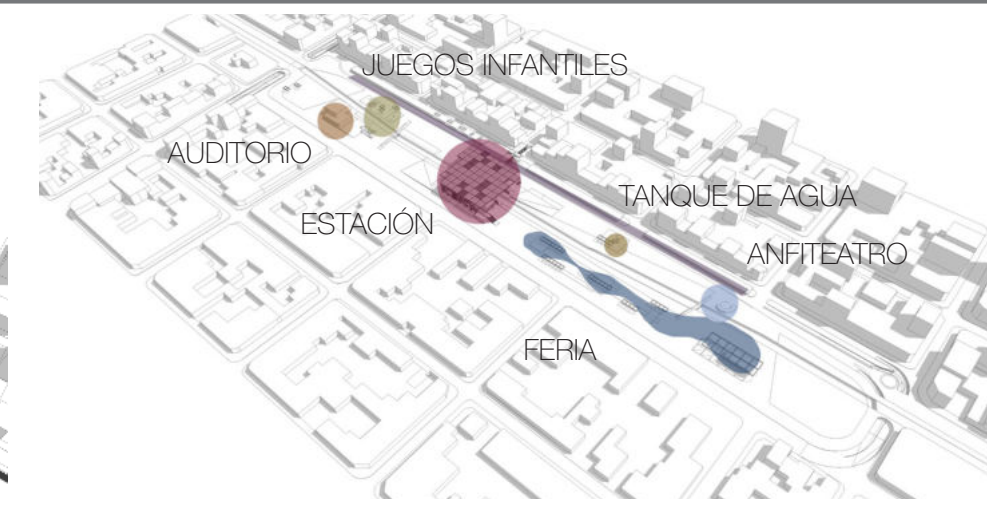 JUEGOS INFANTILES
AUDITORIO
TANQUE DE AGUA
ESTACIÓN
ANFITEATRO
FERIA